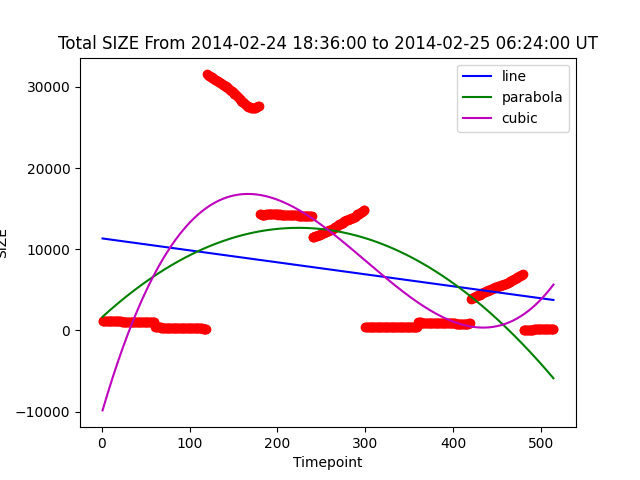 Total SIZE From 2014-02-24 18:36:00 to 2014-02-25 06:24:00 UT
line
parabola
cubic
30000
20000
10000
0
−10000
SIZE
0 100 200 300 400 500
Timepoint